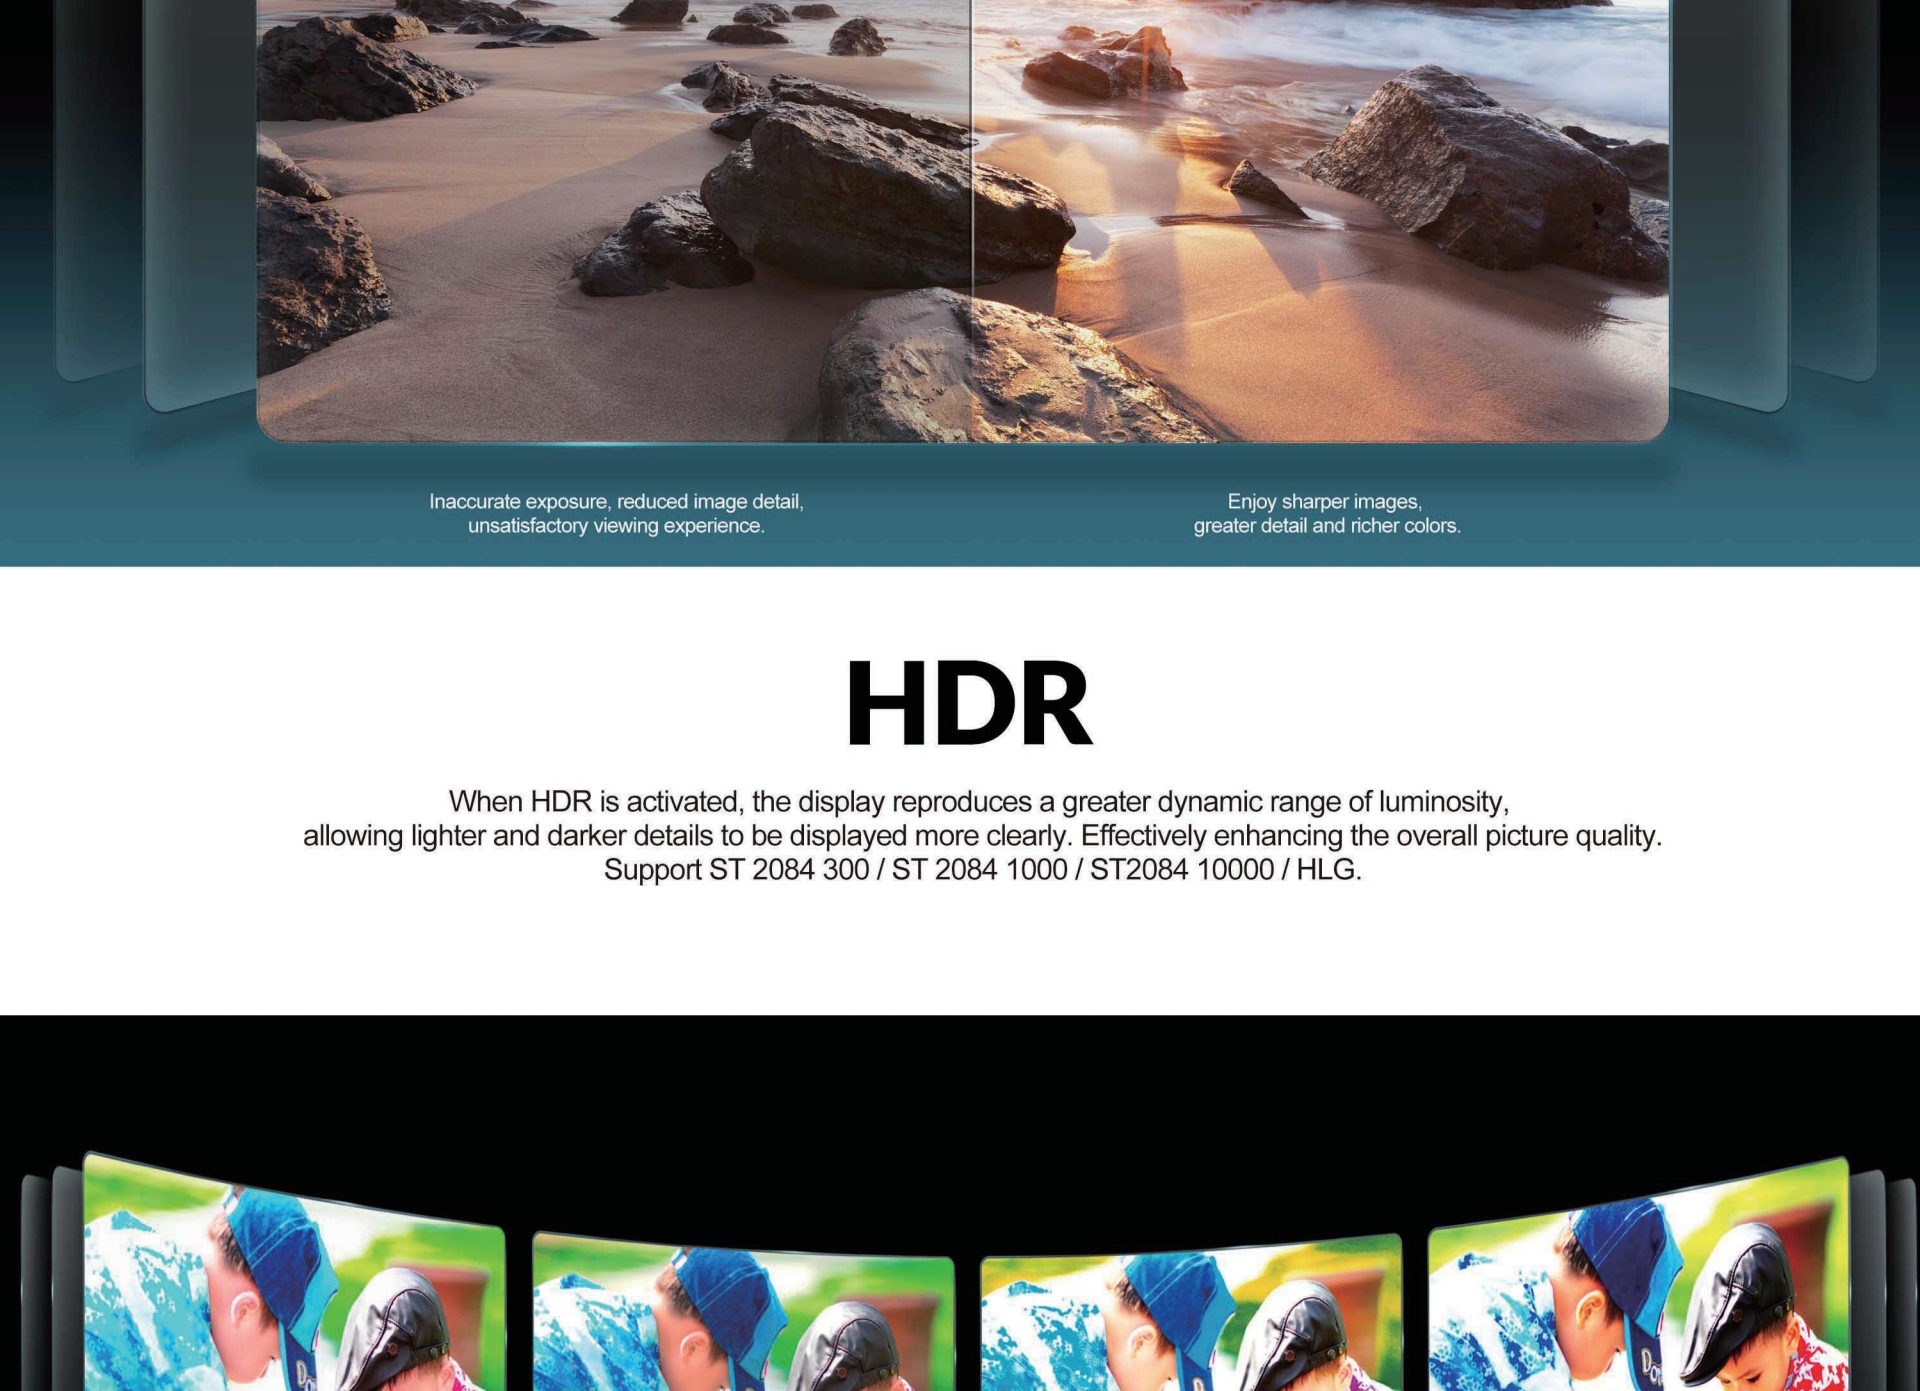 Inaccurate exposure, reduced image detail,
unsatisfactory viewing experience.
Enjoy sharper images,
greater detail and richer colors.
HDR
When HDR is activated, the display reproduces a greater dynamic range of luminosity,
allowing lighter and darker details to be displayed more clearly. Effectively enhancing the overall picture quality.
Support ST 2084 300 / ST 2084 1000 / ST2084 10000 / HLG.